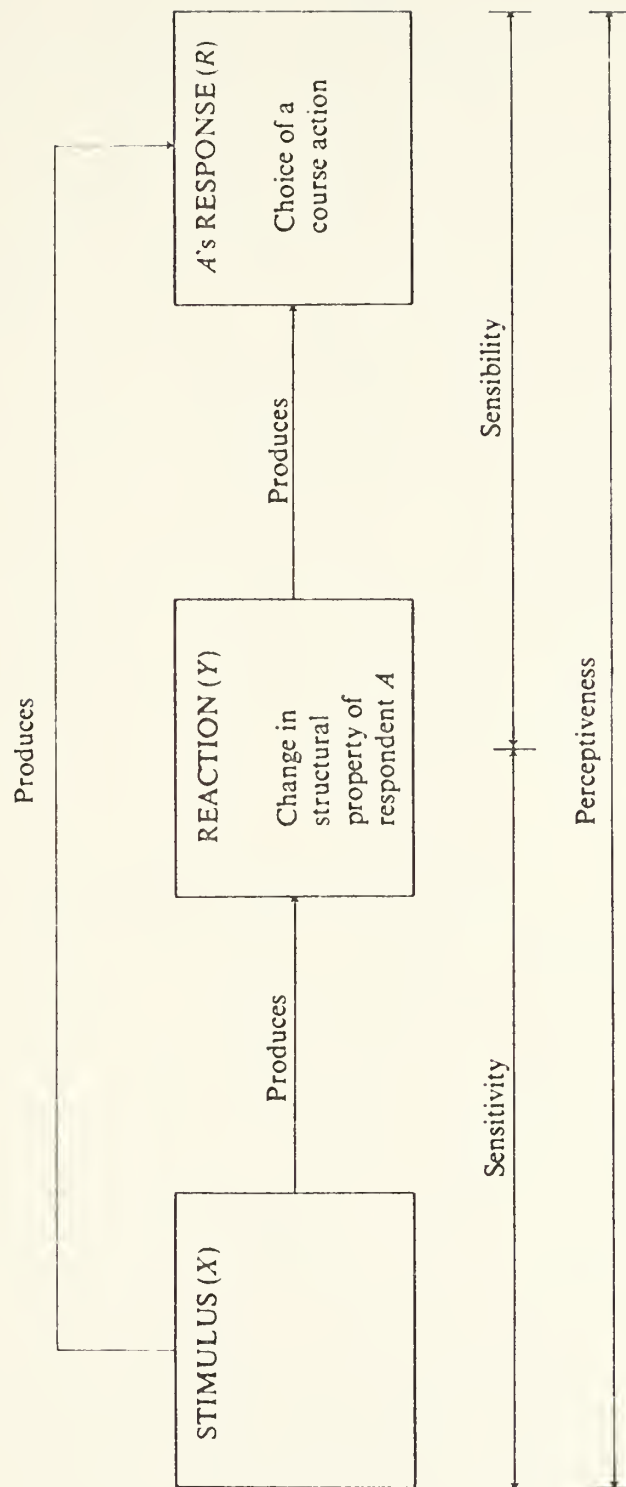 Produces
STIMULUS (X)
Produces
REACTION (Y)
Change in
structural
property of
respondent A
Produces
A's RESPONSE (R)
Choice of a
course action
Sensitivity
Sensibility
Perceptiveness